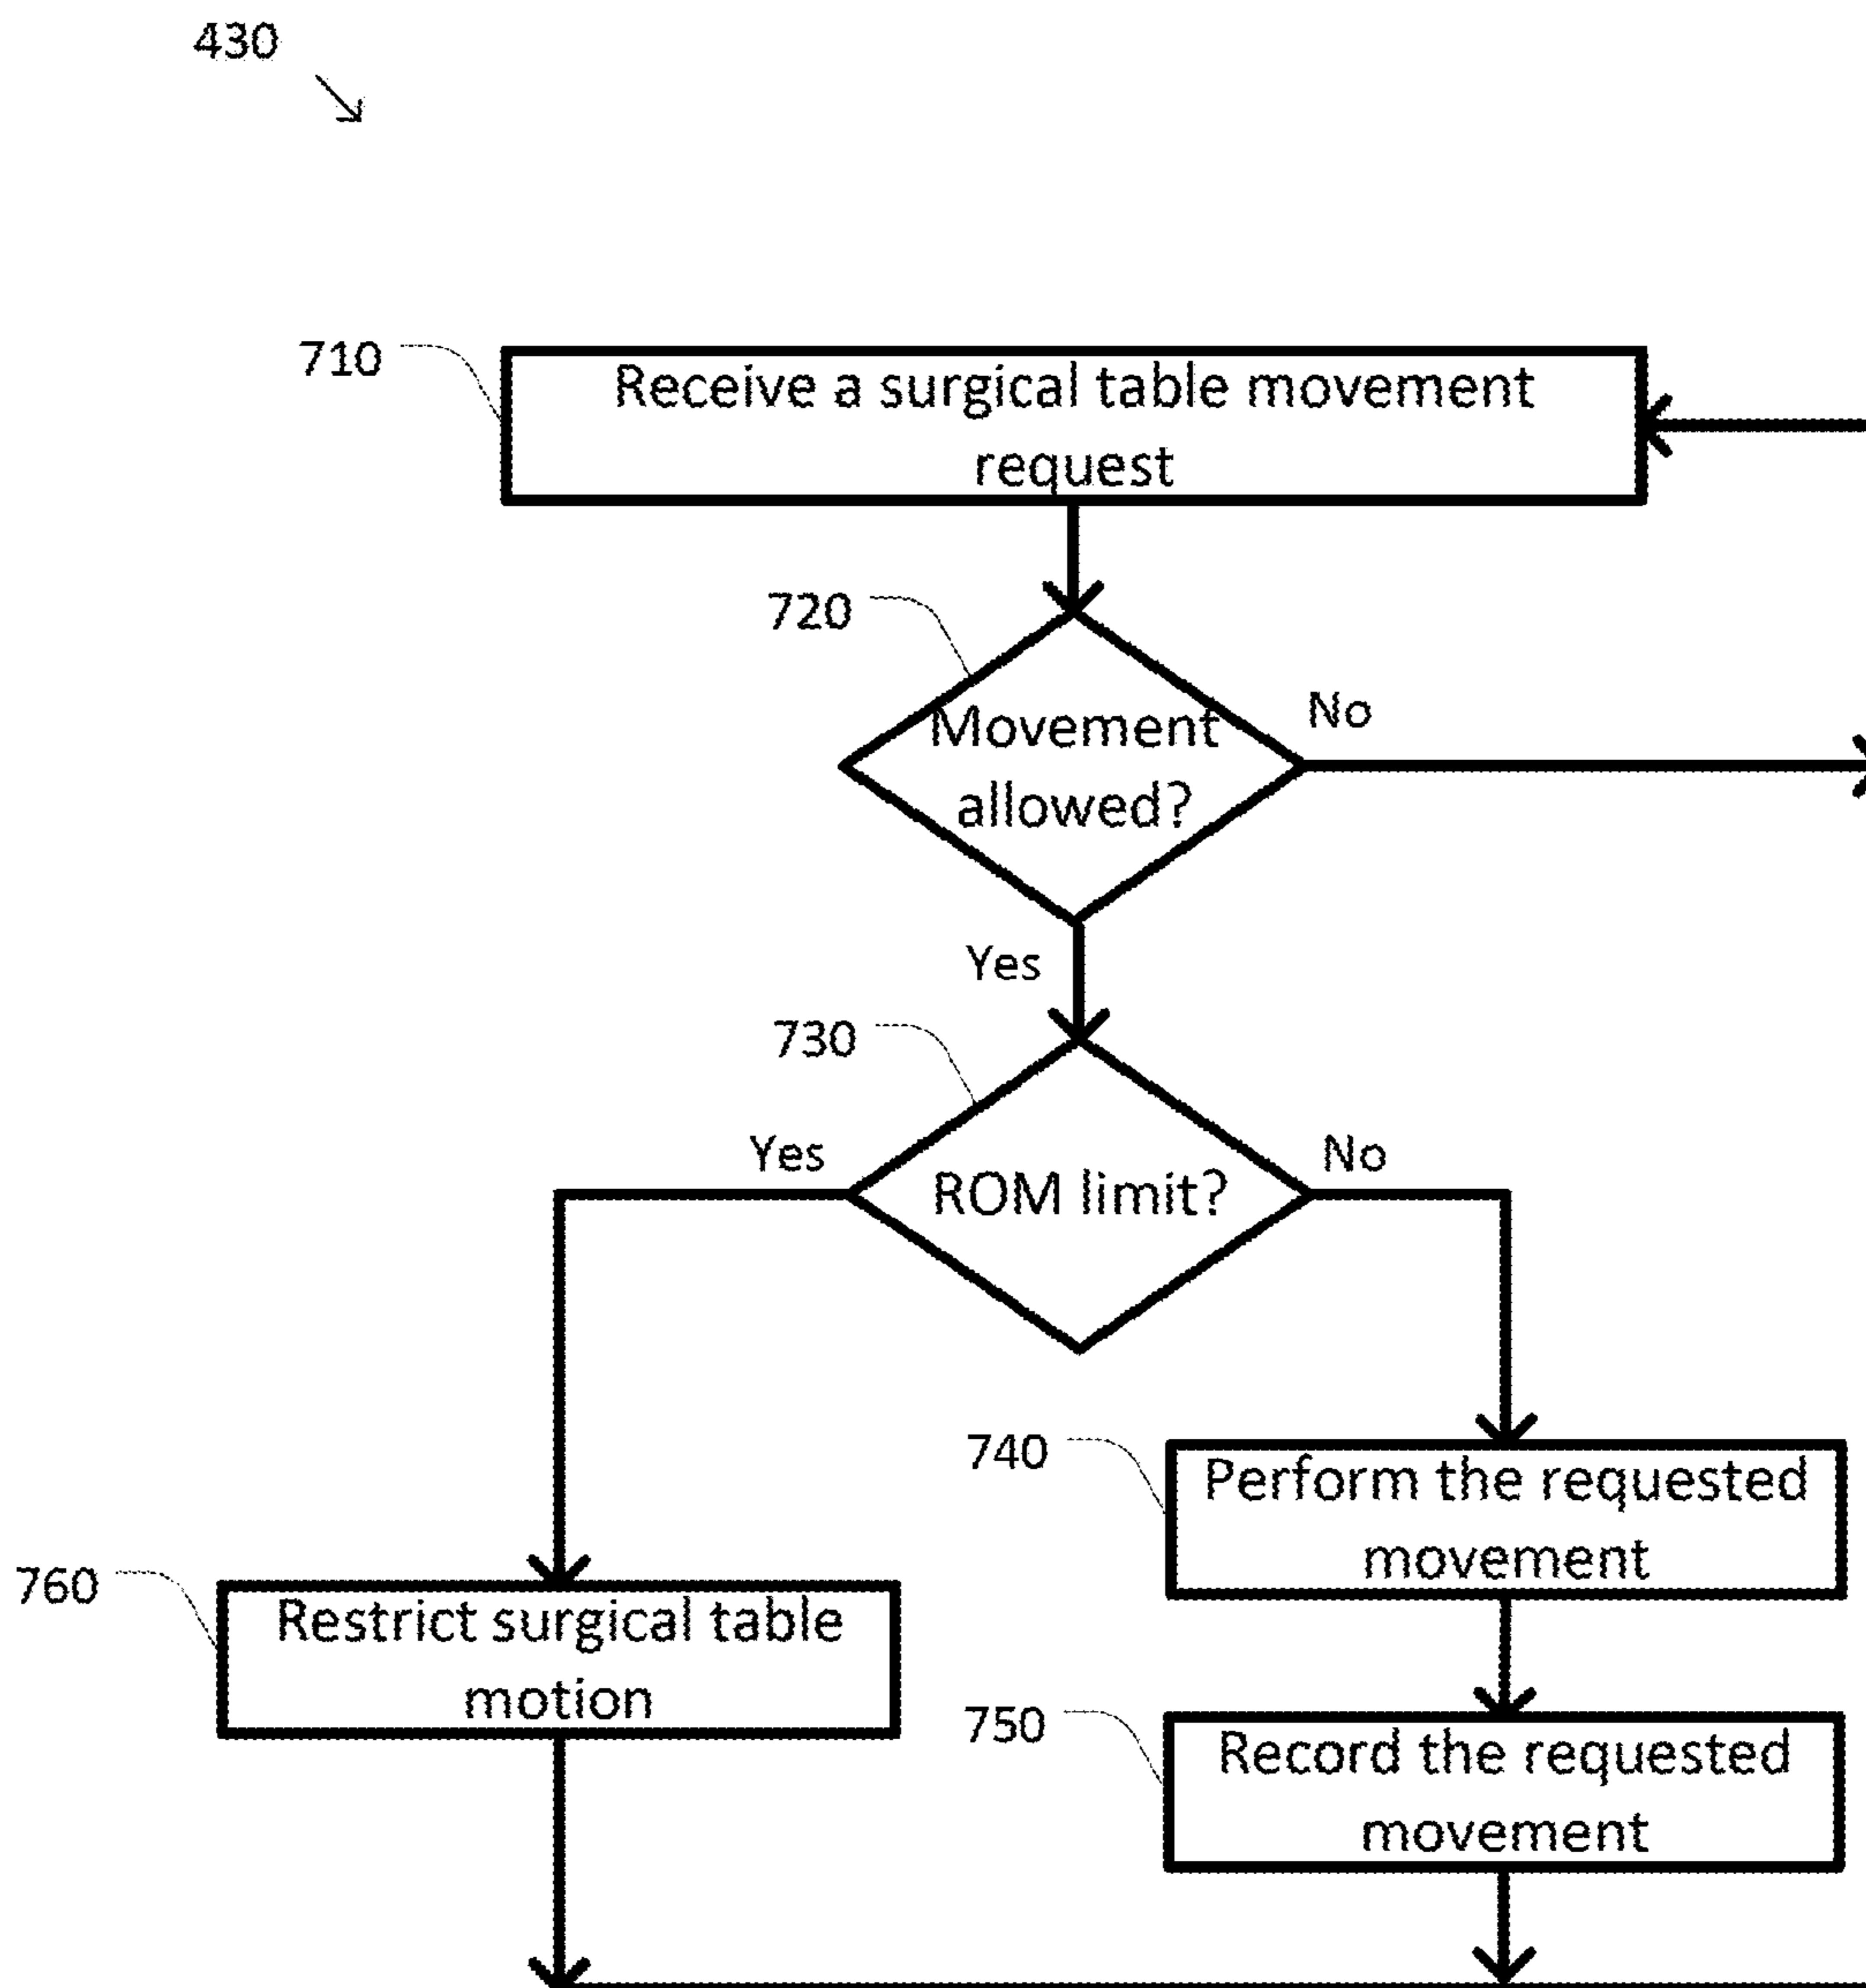 430
710
Receive a surgical table movement
request
720
Movement
allowed?
No
Yes
730
Yes
ROM limit?
No
740
Perform the requested
movement
760
Restrict surgical table
motion
750
Record the requested
movement